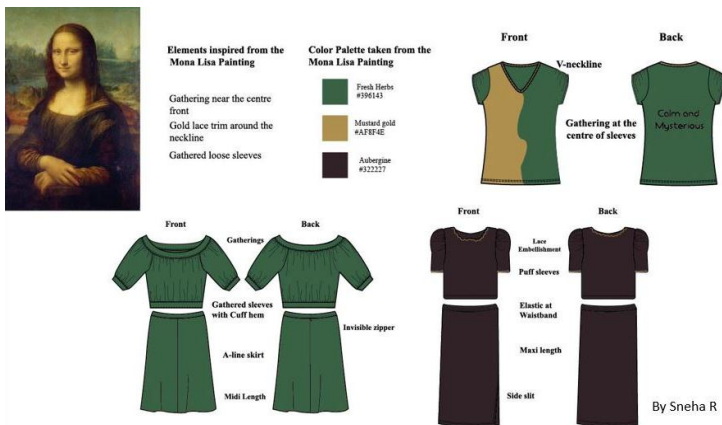 Elements inspired from the
Mona Lisa Painting
Gathering near the centre
front
Gold lace trim around the
neckline
Gathered loose sleeves
Color Palette taken from the
Mona Lisa Painting
Fresh Herbs
#396143
Mustard gold
#AF8F4E
Aubergine
#322227
Front
Back
V-neckline
Gathering at the
centre of sleeves
Calm and
Mysterious
Front
Back
Gatherings
Gathered sleeves
with Cuff hem
Invisible zipper
A-line skirt
Midi Length
Front
Back
Lace
Embellishment
Puff sleeves
Elastic at
Waistband
Maxi length
Side slit
By Sneha R